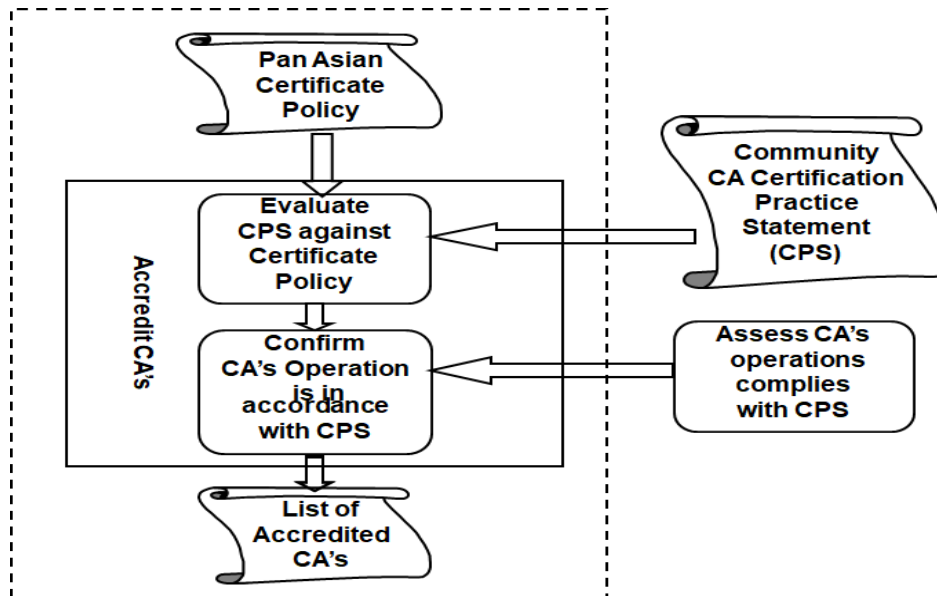 Pan Asian
Certificate
Policy
Community
CA Certification
Practice
Statement
(CPS)
Accredit CA's
Evaluate
CPS against
Certificate
Policy
Confirm
CA's Operation
is in
accordance
with CPS
Assess CA's
operations
complies
with CPS
List of
Accredited
CA's